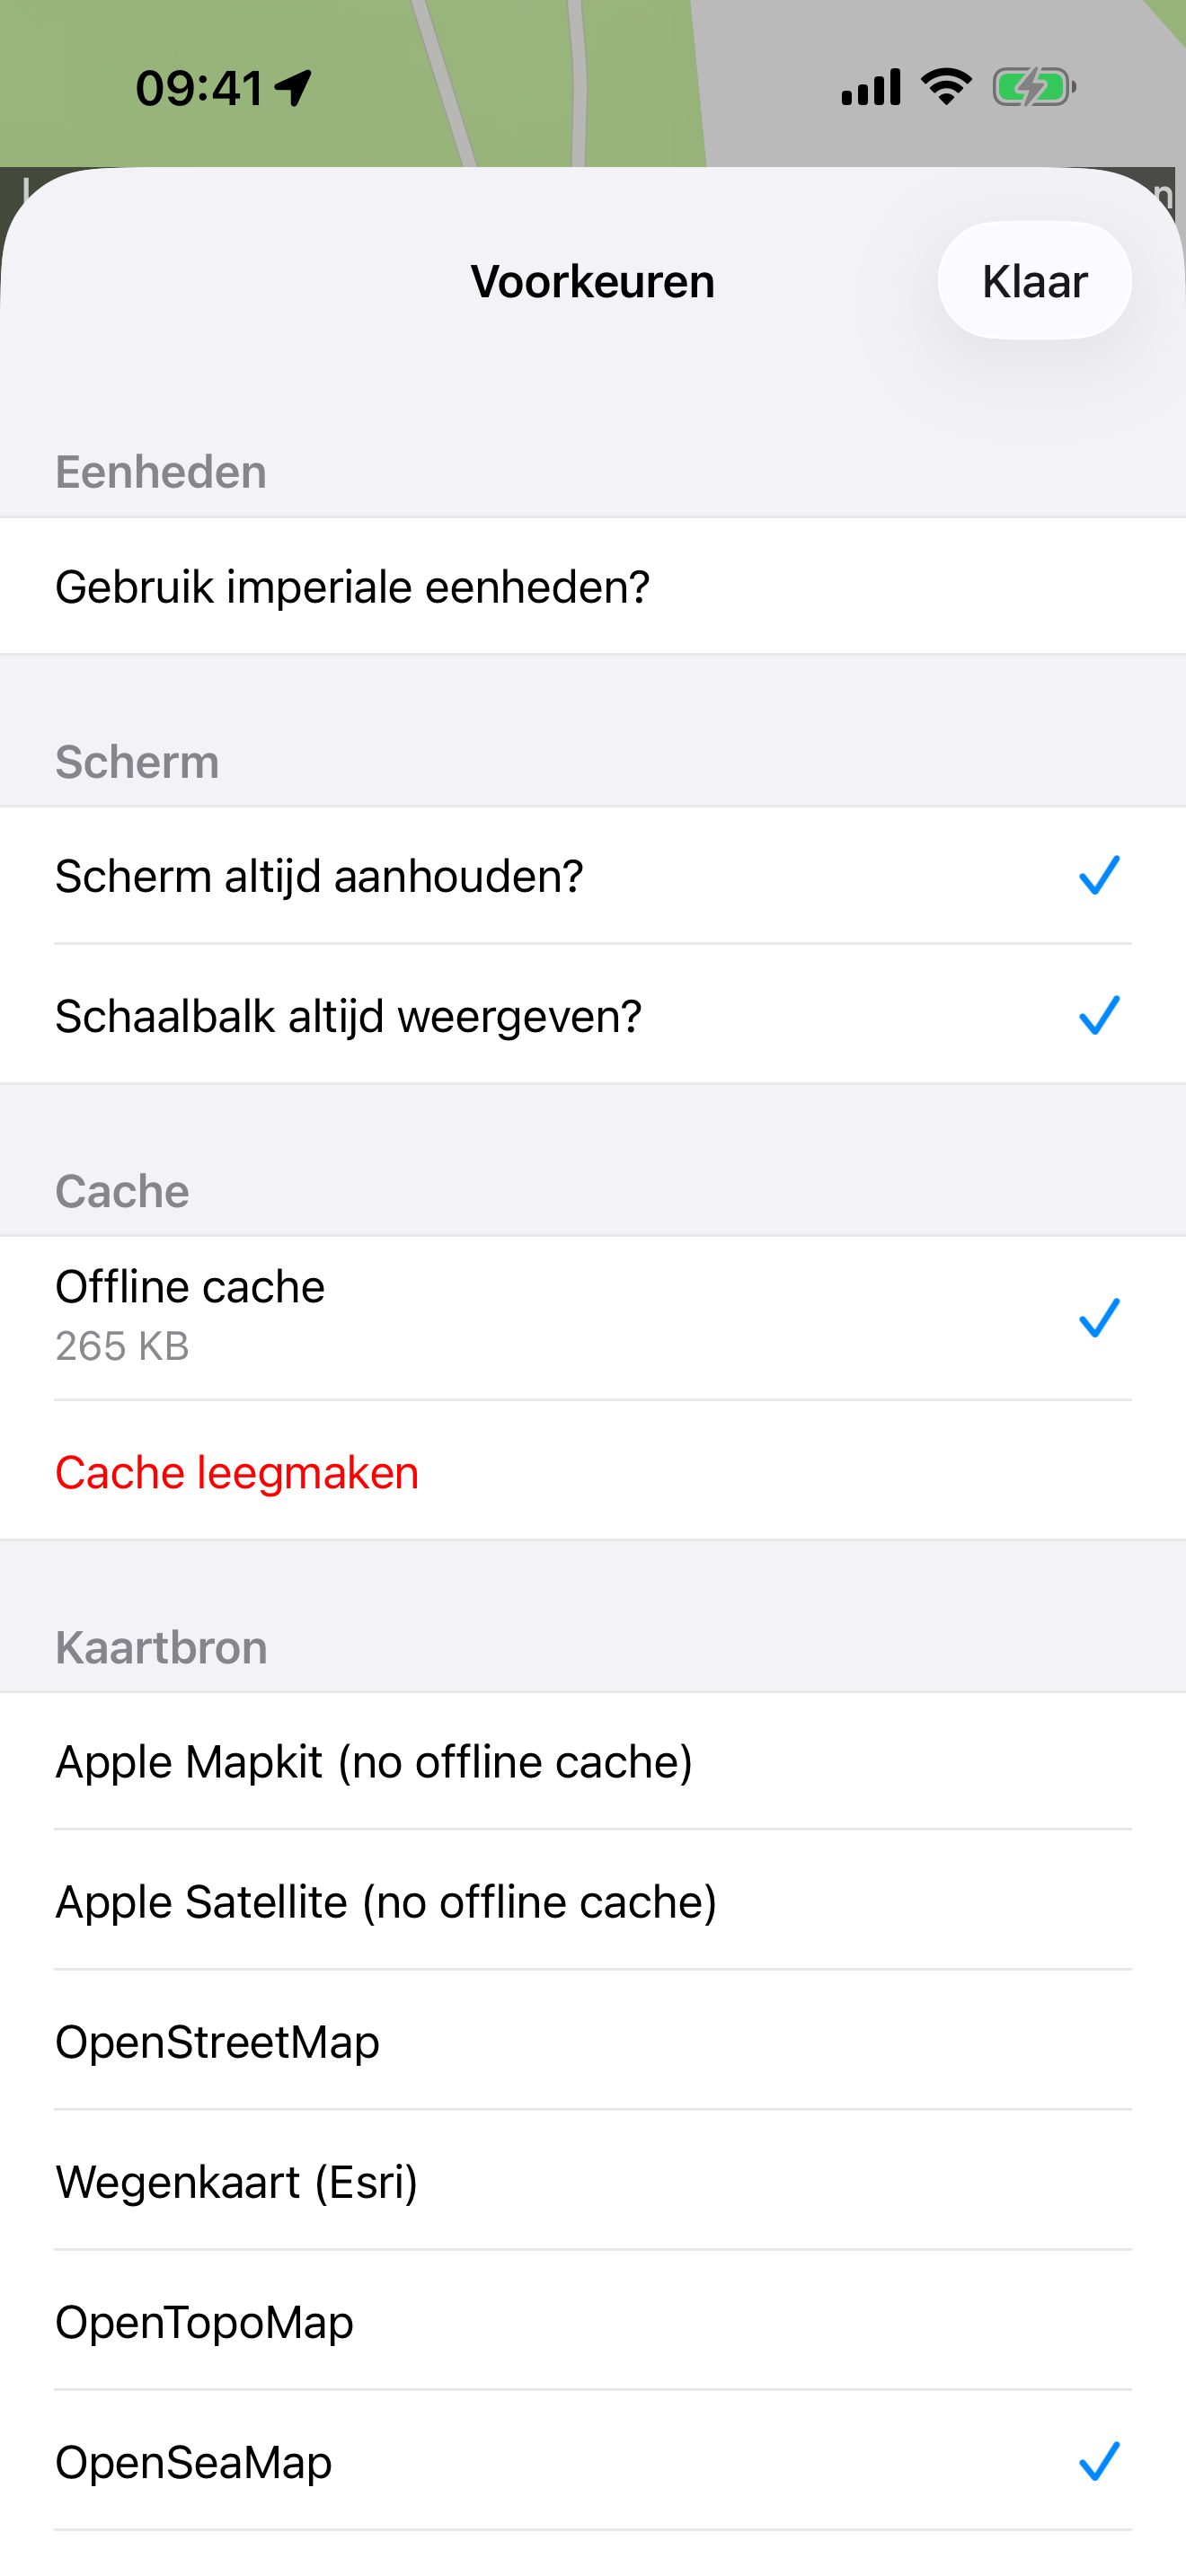 09:41
Voorkeuren
Klaar
Eenheden
Gebruik imperiale eenheden?
Scherm
Scherm altijd aanhouden?
Schaalbalk altijd weergeven?
Cache
Offline cache
265 KB
Cache leegmaken
Kaartbron
Apple Mapkit (no offline cache)
Apple Satellite (no offline cache)
OpenStreetMap
Wegenkaart (Esri)
OpenTopoMap
OpenSeaMap